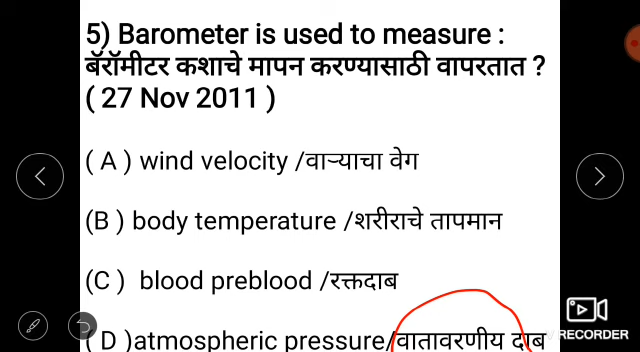 5) Barometer is used to measure :
बॅरॉमीटर कशाचे मापन करण्यासाठी वापरतात ?
( 27 Nov 2011 )
( A ) wind velocity /वाऱ्याचा वेग
(B ) body temperature /शरीराचे तापमान
(C ) blood preblood /रक्तदाब
( D )atmospheric pressure/वातावरणीय दाब
V RECORDER